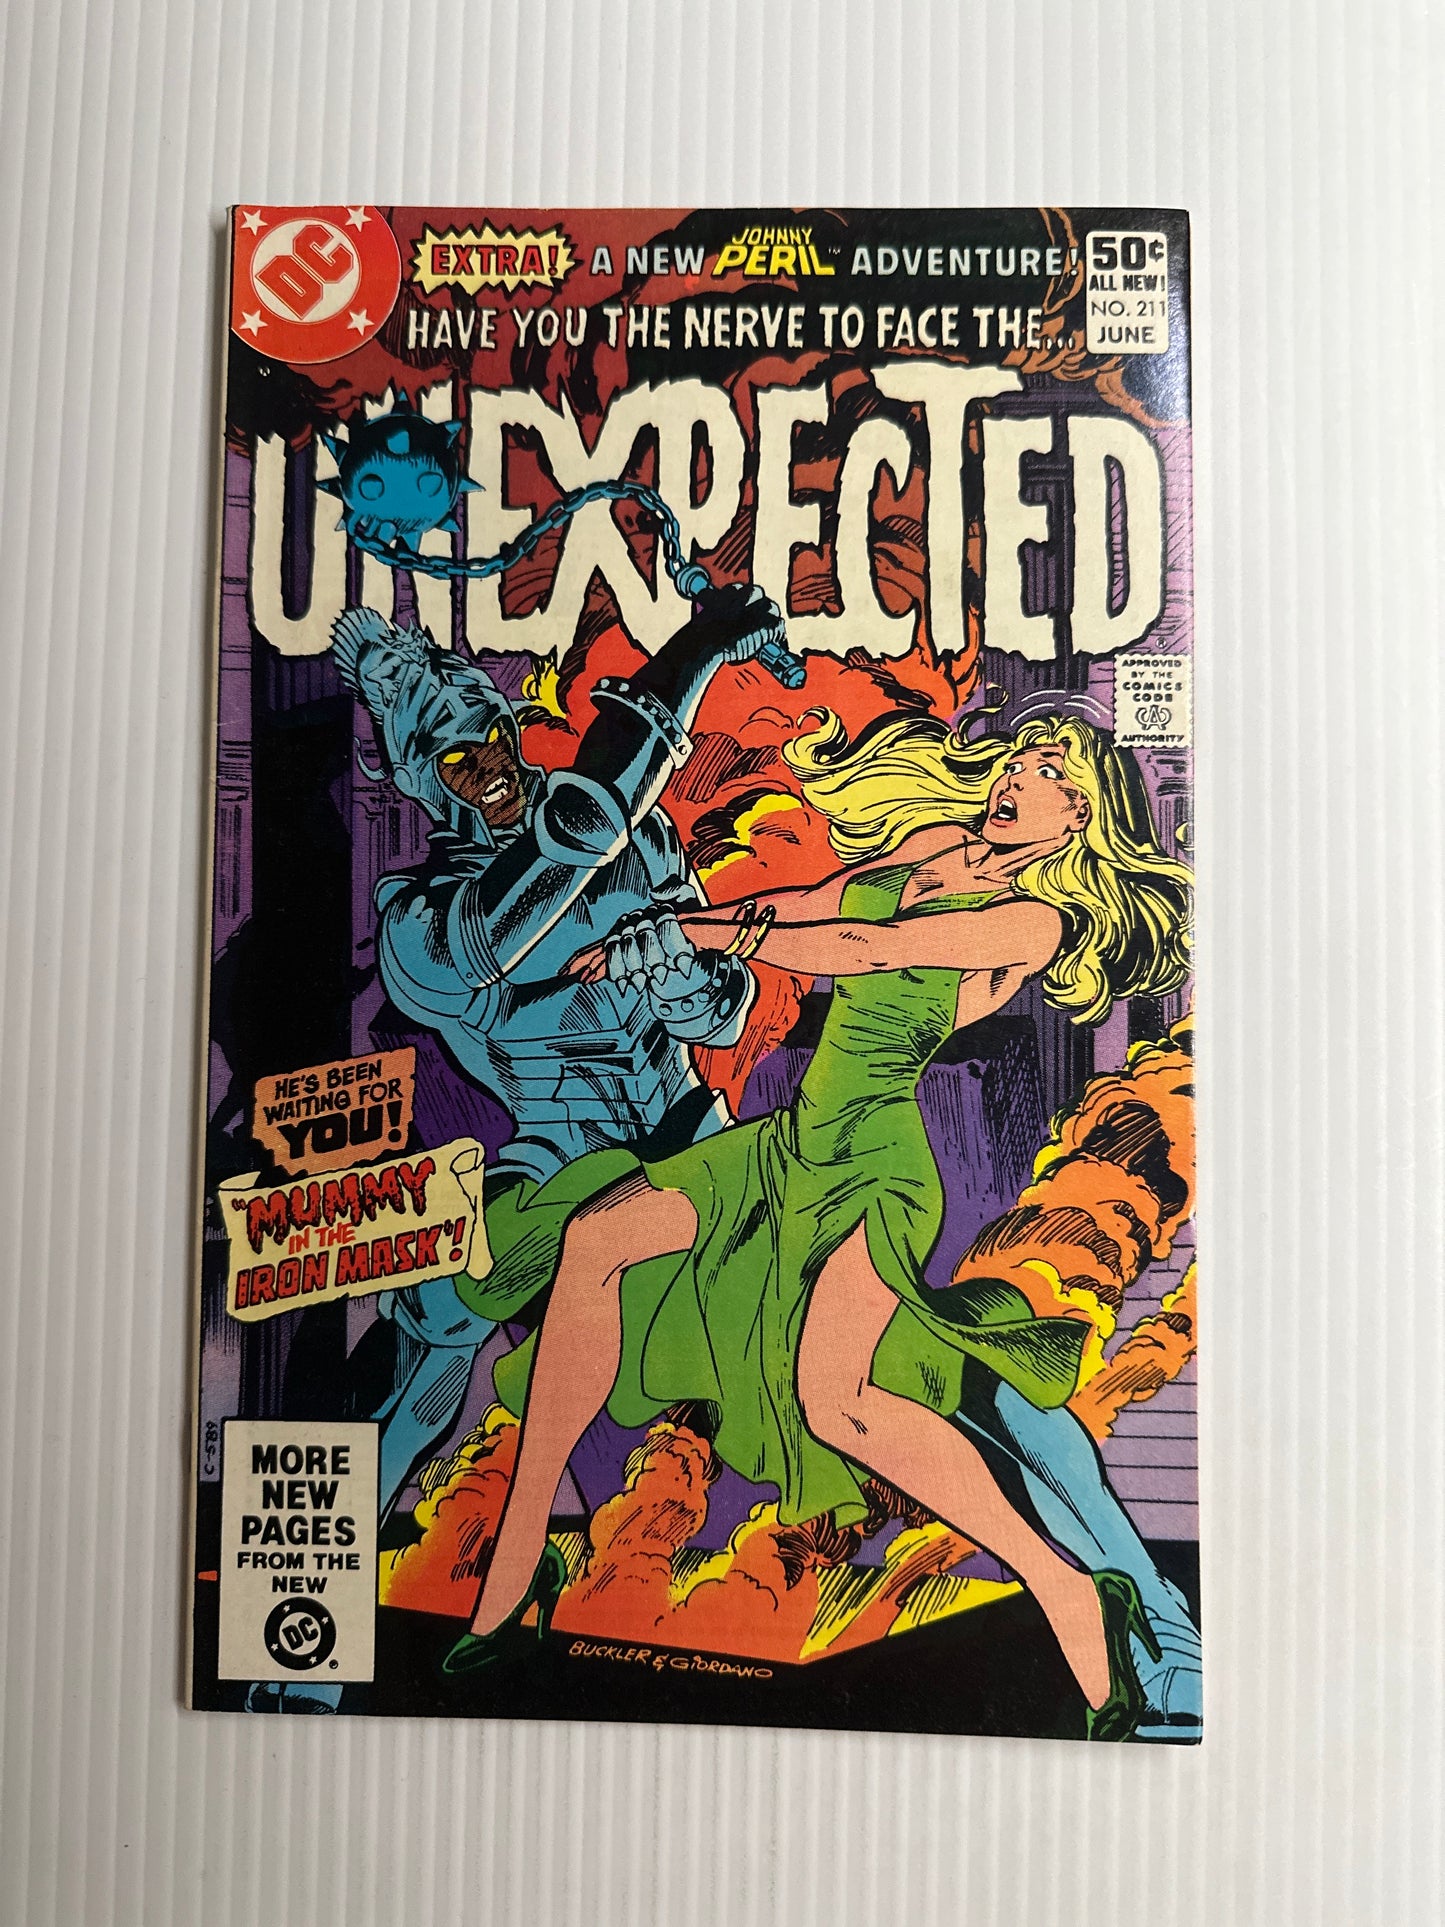 DC
EXTRA! A NEW JOHNNY PERIL™ ADVENTURE!
50¢
ALL NEW!
NO. 211
JUNE
HAVE YOU THE NERVE TO FACE THE...
UNEXPECTED
®
APPROVED
BY THE
COMICS
CODE
CA
AUTHORITY
HE'S BEEN
WAITING FOR
YOU!
"MUMMY
IN THE
IRON MASK"!
C-589
MORE
NEW
PAGES
FROM THE
NEW
DC
®
BUCKLER & GIORDANO